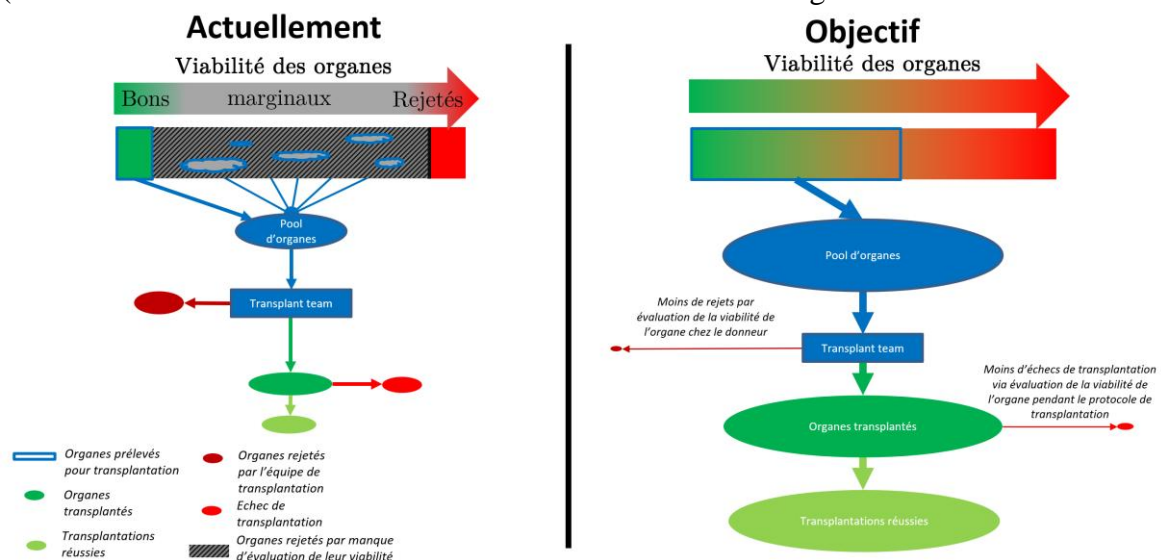 Actuellement
Viabilité des organes
Bons marginaux Rejetés
Pool
d'organes
Transplant team
Organes prélevés
pour transplantation
Organes
transplantés
Transplantations
réussies
Organes rejetés
par l'équipe de
transplantation
Echec de
transplantation
Organes rejetés par manque
d'évaluation de leur viabilité
Objectif
Viabilité des organes
Pool d'organes
Moins de rejets par
évaluation de la viabilité de
l'organe chez le donneur
Transplant team
Moins d'échecs de transplantation
via évaluation de la viabilité de
l'organe pendant le protocole de
transplantation
Organes transplantés
Transplantations réussies